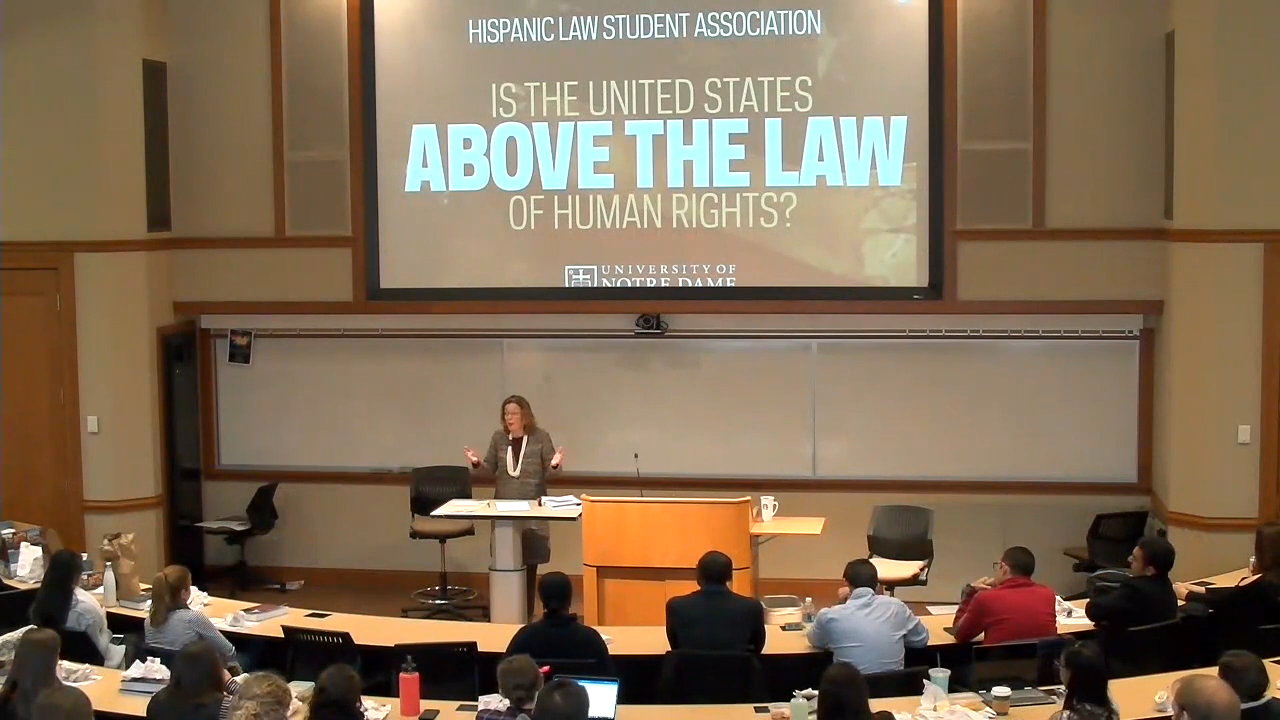 HISPANIC LAW STUDENT ASSOCIATION
IS THE UNITED STATES
ABOVE THE LAW
OF HUMAN RIGHTS?
UNIVERSITY OF
NOTRE DAME